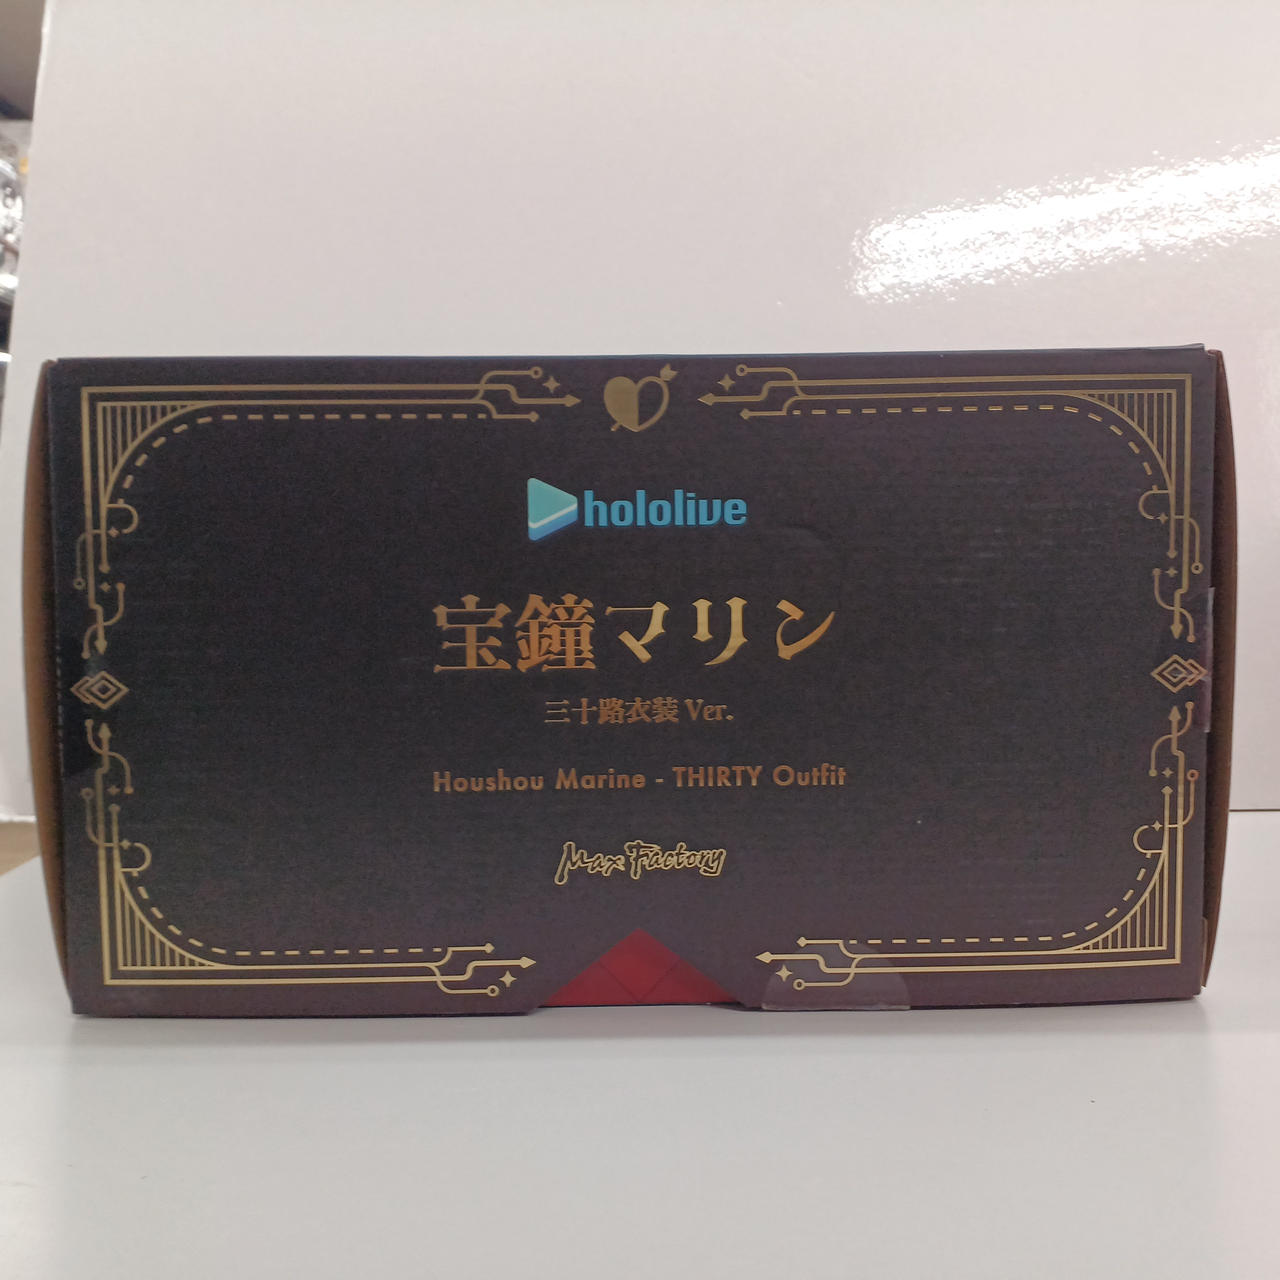 hololive
宝鐘マリン
三十路衣装 Ver.
Houshou Marine - THIRTY Outfit
Max Factory